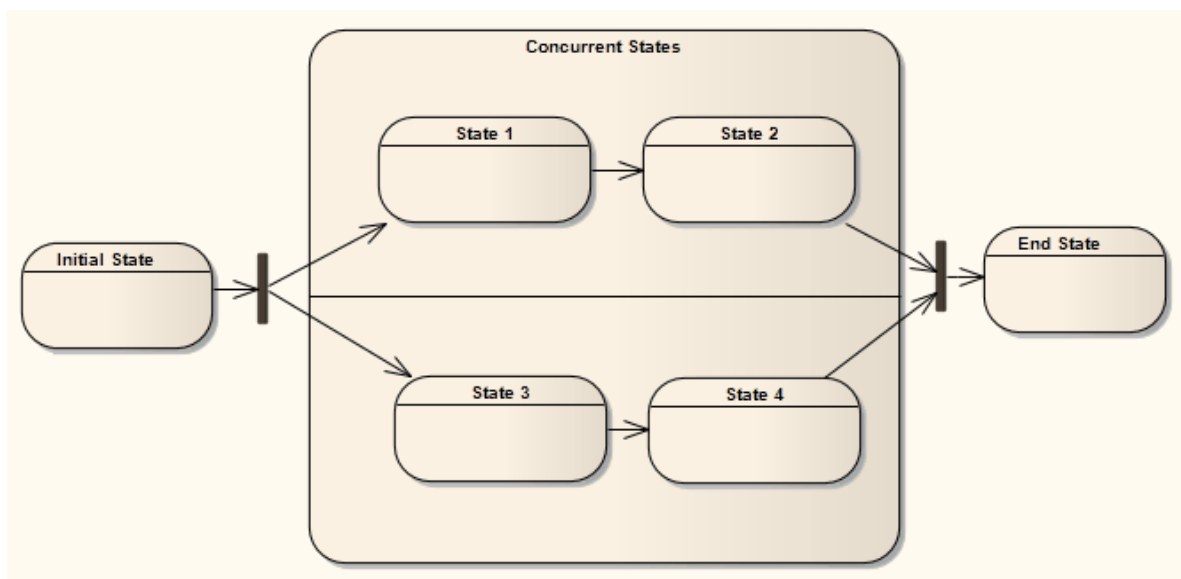 Concurrent States
State 1
State 2
Initial State
End State
State 3
State 4